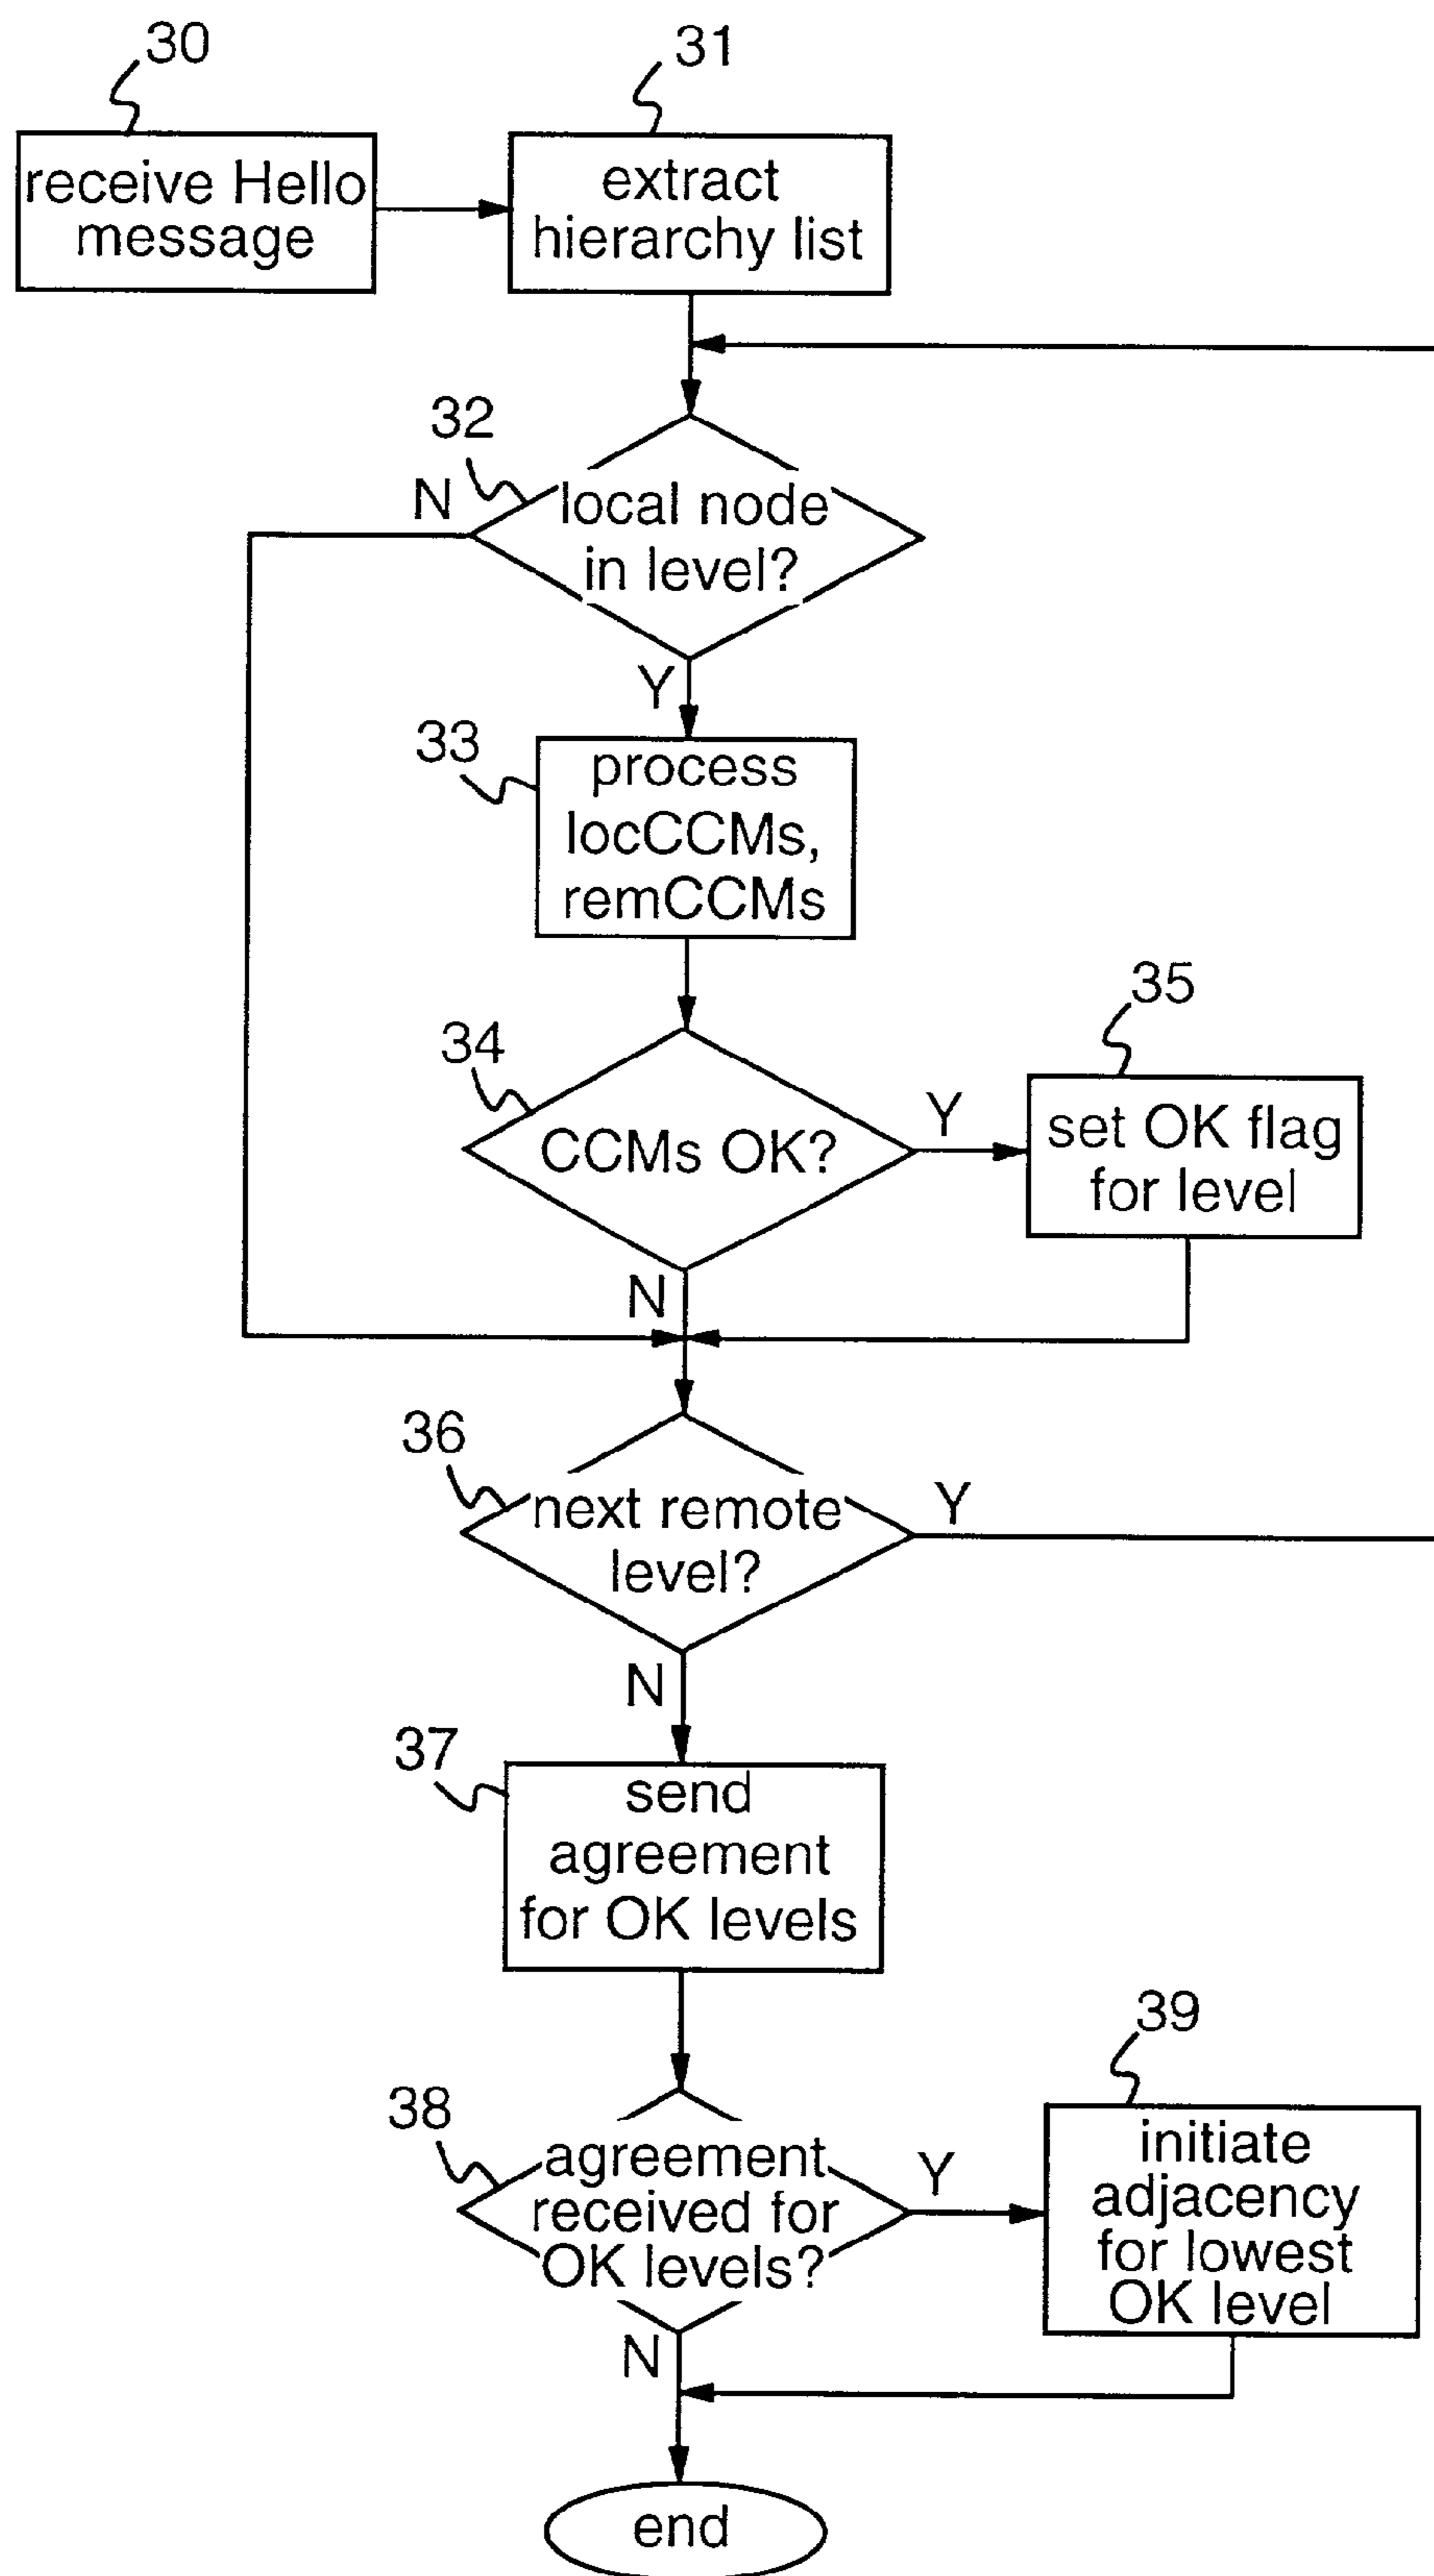 30
31
receive Hello
message
extract
hierarchy list
32
N
local node
in level?
Y
33
process
locCCMs,
remCCMs
34
CCMs OK?
Y
35
set OK flag
for level
N
36
next remote
level?
Y
N
37
send
agreement
for OK levels
38
agreement
received for
OK levels?
Y
39
initiate
adjacency
for lowest
OK level
N
end